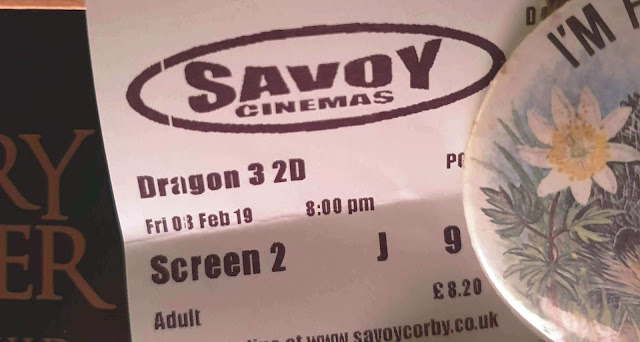 SAVOY
CINEMAS
Dragon 3 2D
Fri 08 Feb 19 8:00 pm
Screen 2 J 9
£8.20
Adult
at www.savoycorby.co.uk
I'M
RY
ER